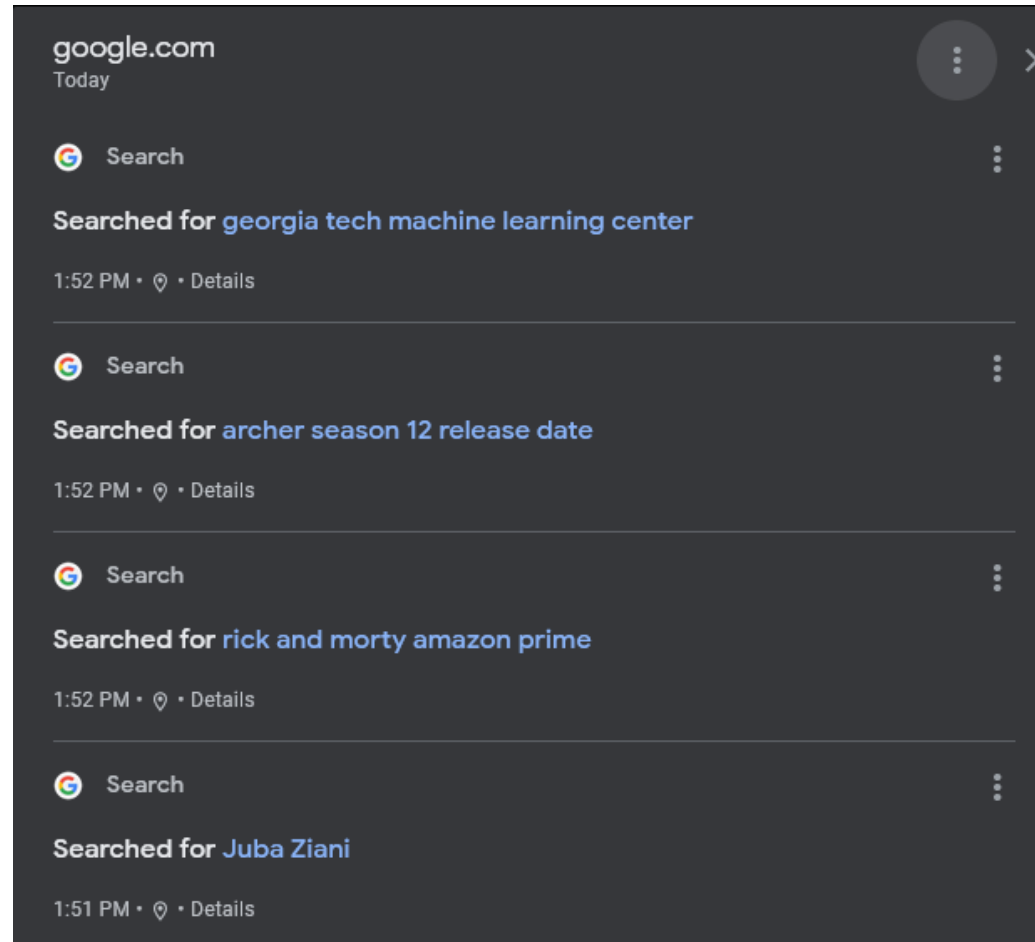 google.com
Today
Search
Searched for georgia tech machine learning center
1:52 PM • • Details
Search
Searched for archer season 12 release date
1:52 PM • • Details
Search
Searched for rick and morty amazon prime
1:52 PM • • Details
Search
Searched for Juba Ziani
1:51 PM • • Details